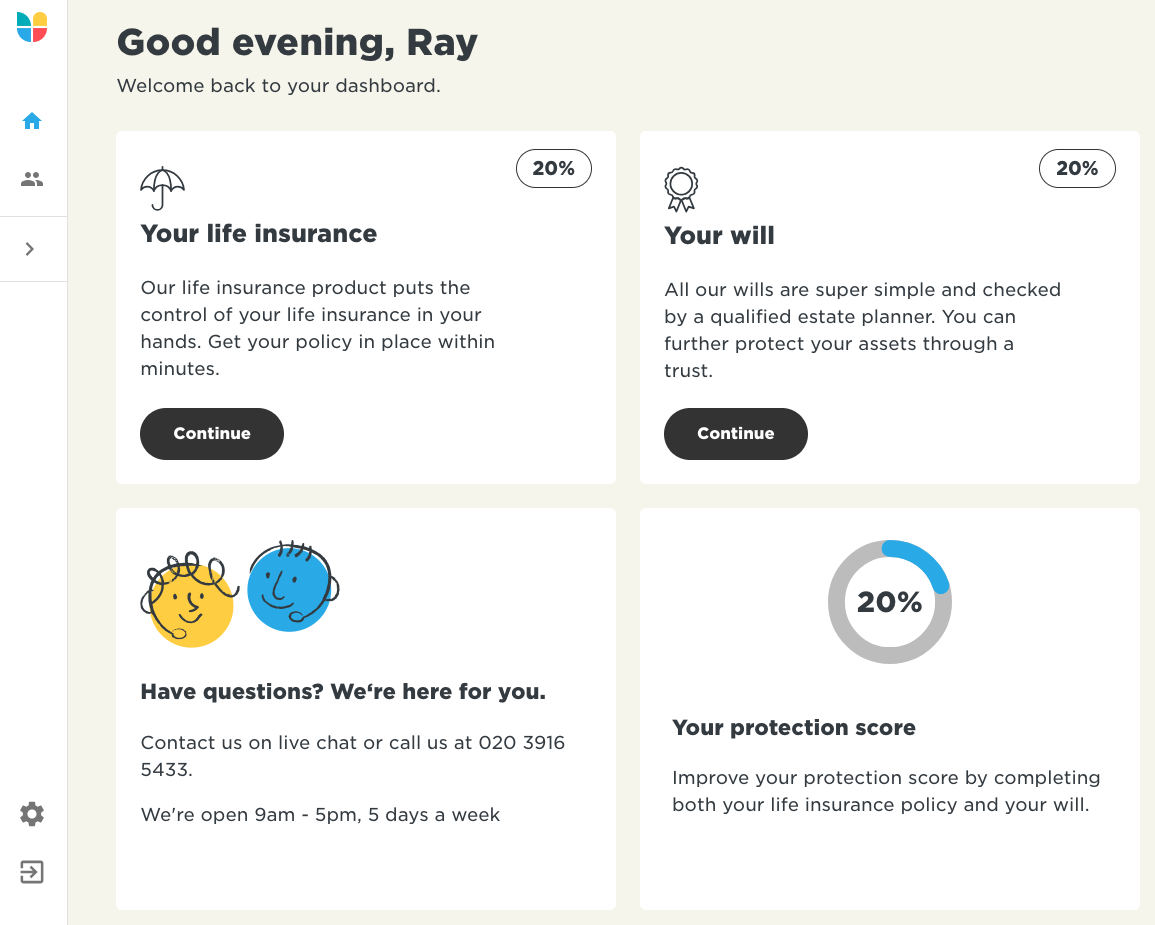 Good evening, Ray
Welcome back to your dashboard.
20%
Your life insurance
Our life insurance product puts the
control of your life insurance in your
hands. Get your policy in place within
minutes.
Continue
20%
Your will
All our wills are super simple and checked
by a qualified estate planner. You can
further protect your assets through a
trust.
Continue
Have questions? We‘re here for you.
Contact us on live chat or call us at 020 3916
5433.
We're open 9am - 5pm, 5 days a week
20%
Your protection score
Improve your protection score by completing
both your life insurance policy and your will.